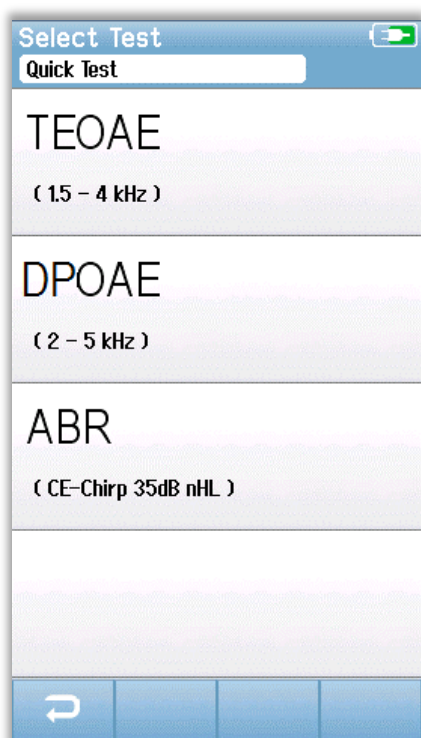 Select Test
Quick Test
TEOAE
( 1.5 - 4 kHz )
DPOAE
( 2 - 5 kHz )
ABR
( CE-Chirp 35dB nHL )